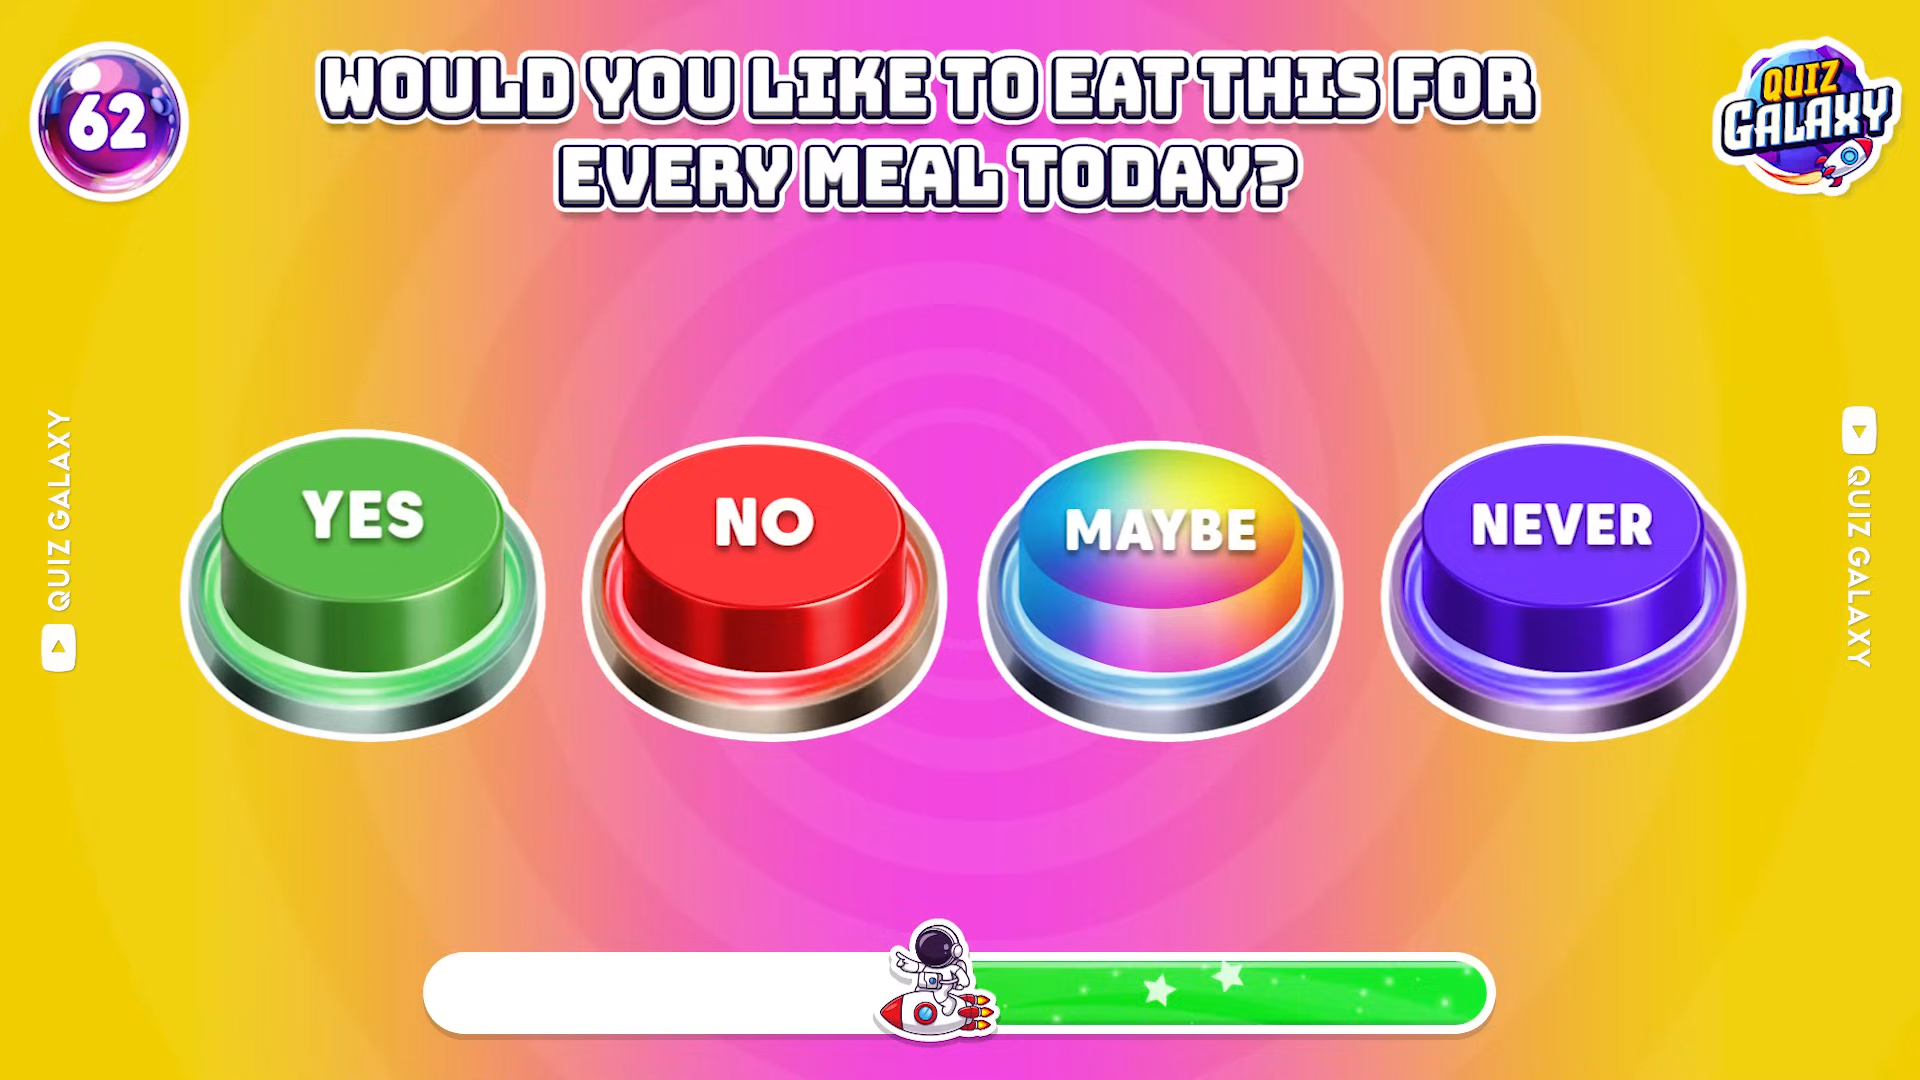 62
WOULD YOU LIKE TO EAT THIS FOR
EVERY MEAL TODAY?
QUIZ
GALAXY
QUIZ GALAXY
YES
NO
MAYBE
NEVER
QUIZ GALAXY